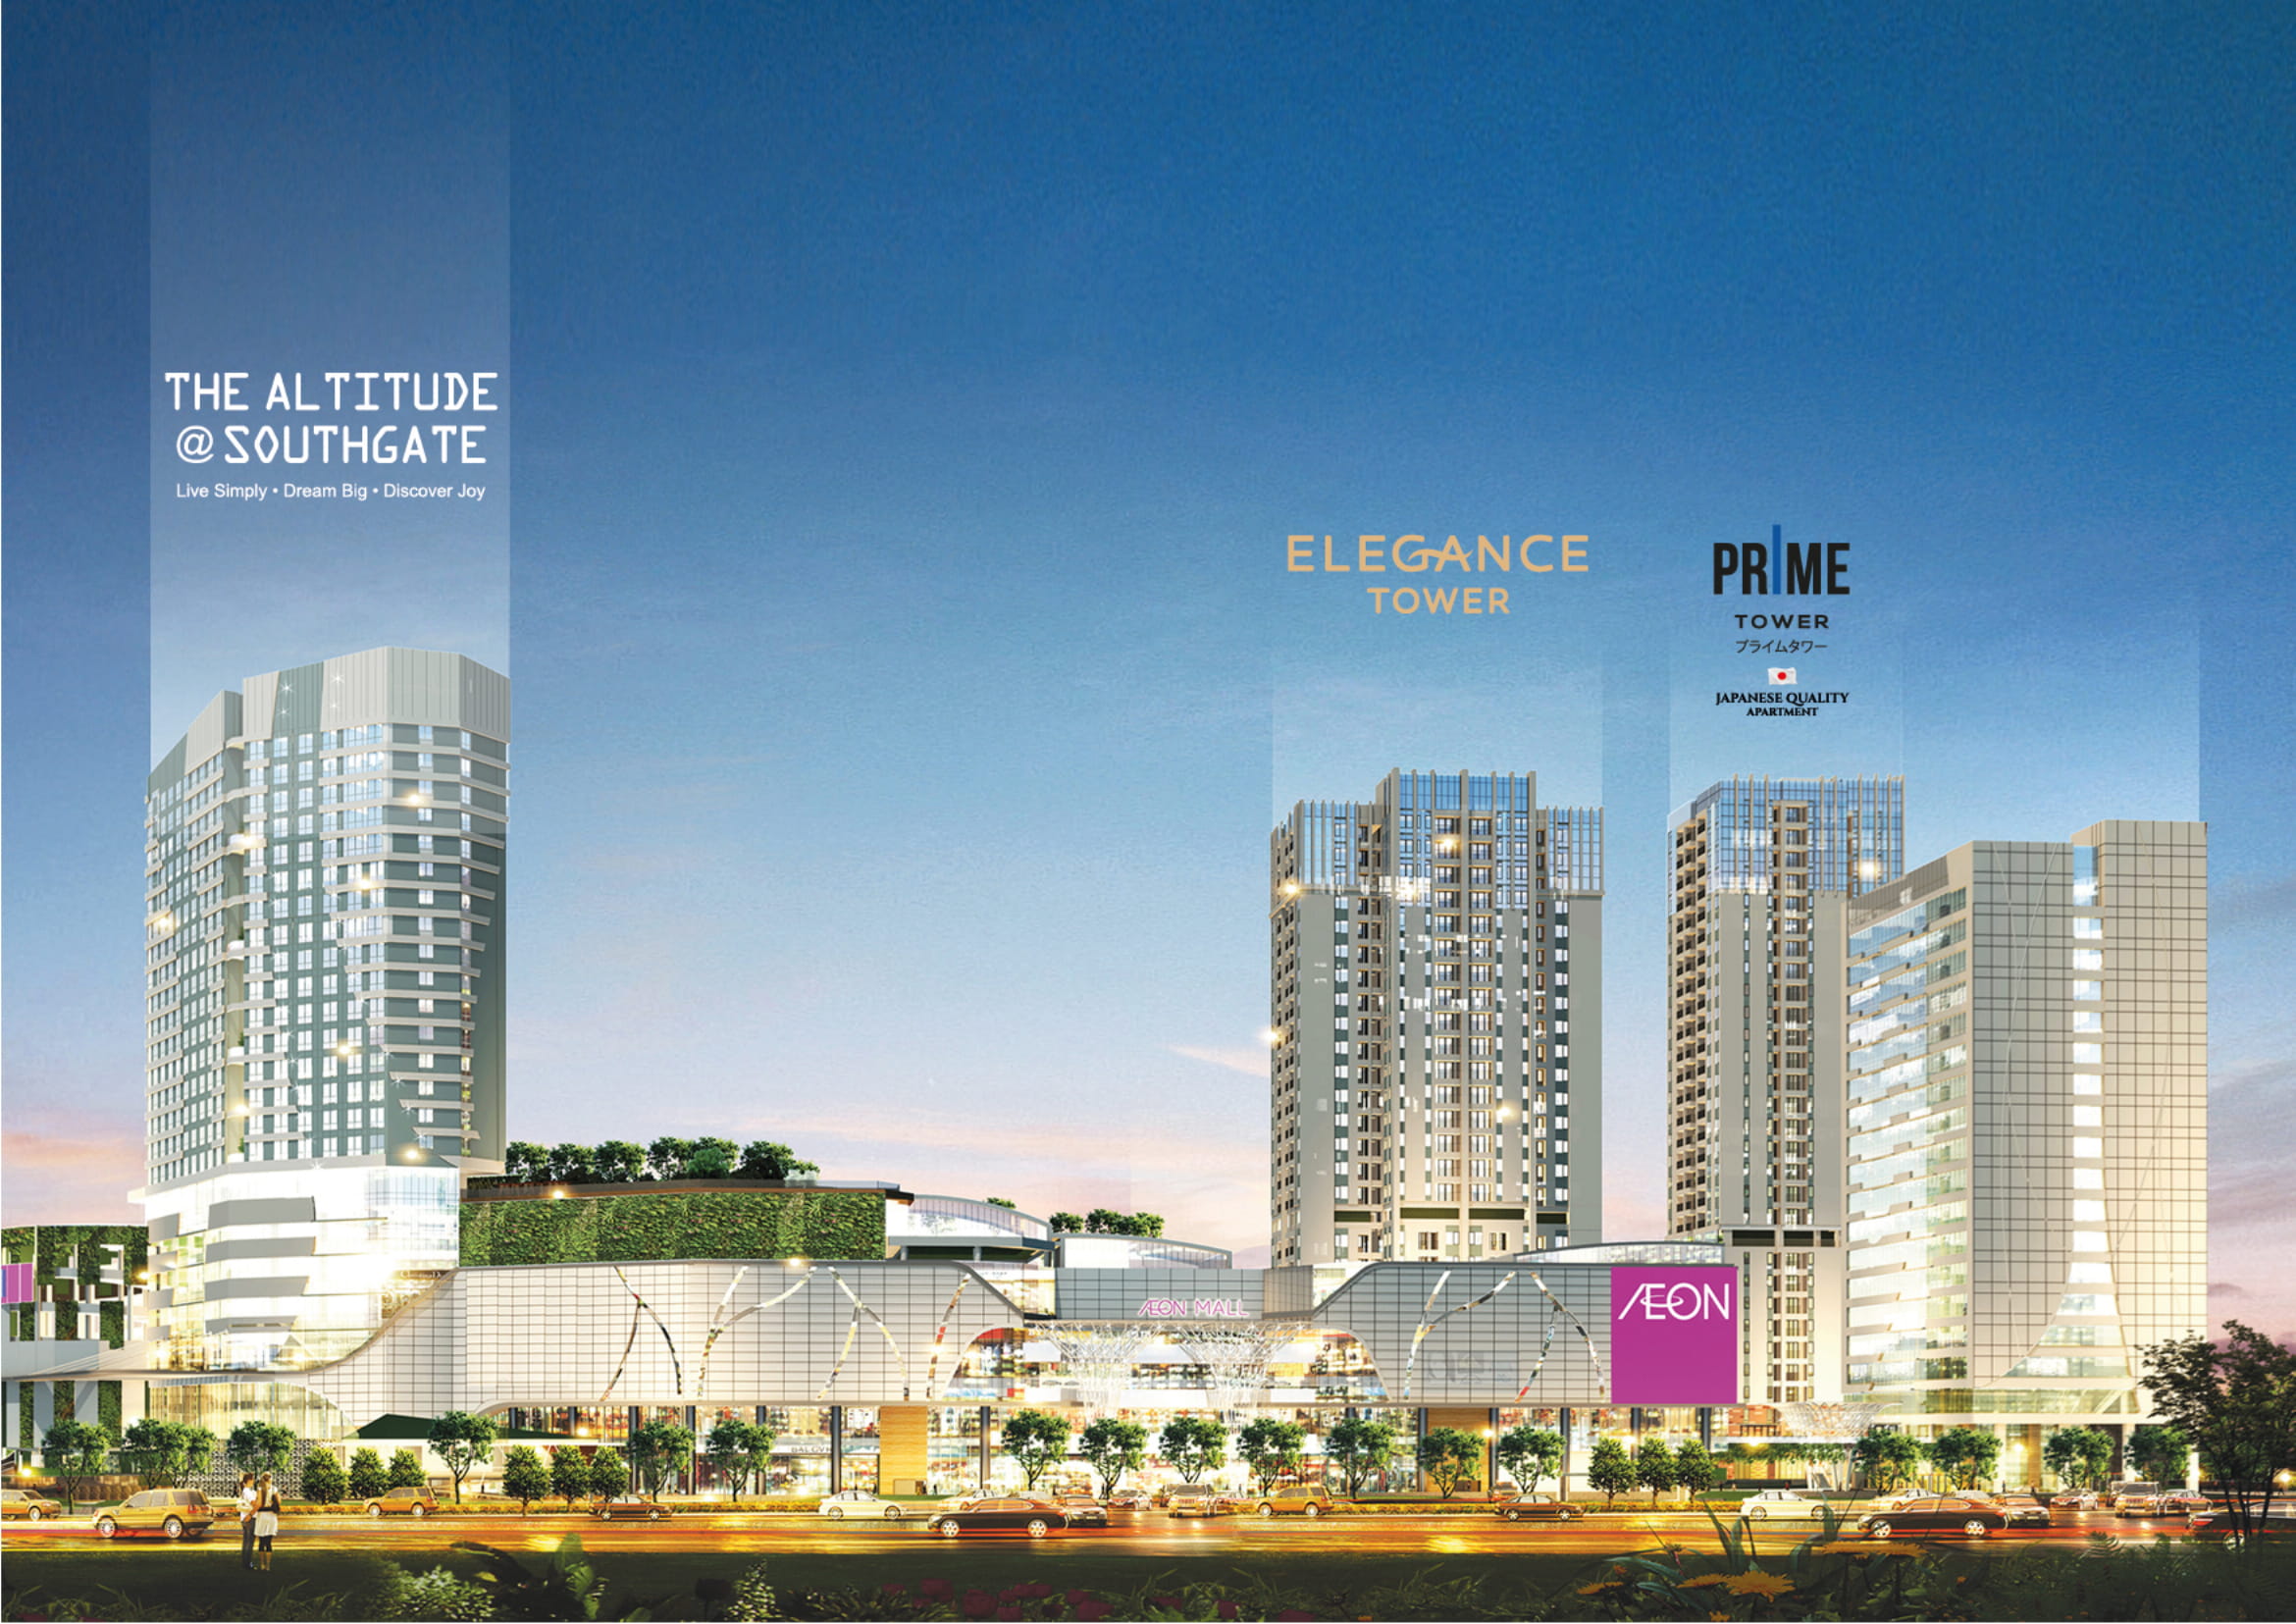 THE ALTITUDE
@SOUTHGATE
Live Simply • Dream Big • Discover Joy
ELEGANCE
TOWER
PRIME
TOWER
プライムタワー
JAPANESE QUALITY
APARTMENT
ÆON MALL
ÆON